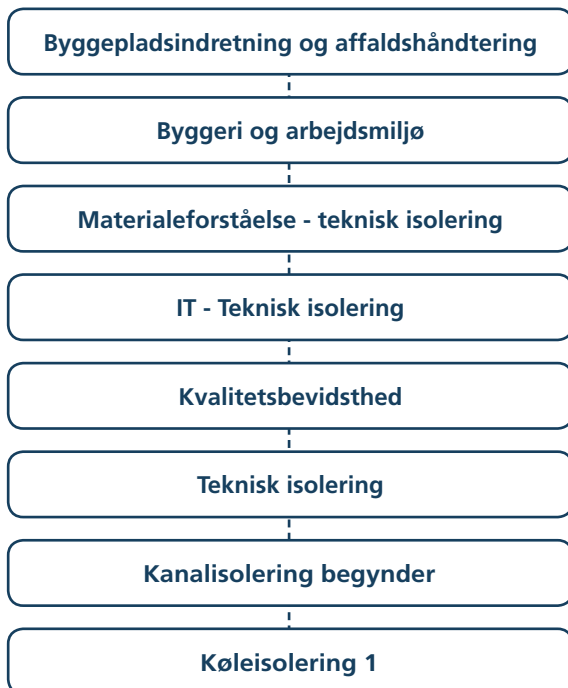 Byggepladsindretning og affaldshåndtering
Byggeri og arbejdsmiljø
Materialeforståelse - teknisk isolering
IT - Teknisk isolering
Kvalitetsbevidsthed
Teknisk isolering
Kanalisolering begynder
Køleisolering 1